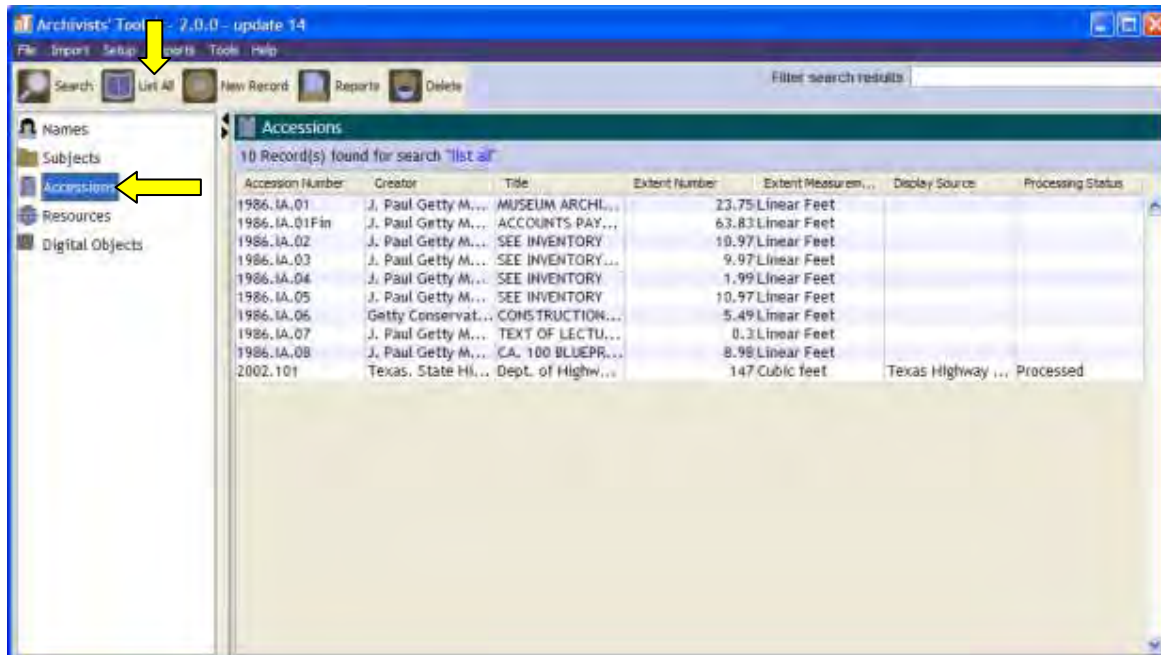 Archivists' Toolkit - 2.0.0 - update 14
File Import Setup Reports Tools Help
Search List All New Record Reports Delete Filter search results
Names
Subjects
Accessions
Resources
Digital Objects
Accessions
10 Record(s) found for search "list all"
Accession Number Creator Title Extent Number Extent Measurem... Display Source Processing Status
1986.IA.01 J. Paul Getty M... MUSEUM ARCHI... 23.75 Linear Feet
1986.IA.01Fin J. Paul Getty M... ACCOUNTS PAY... 63.83 Linear Feet
1986.IA.02 J. Paul Getty M... SEE INVENTORY 10.97 Linear Feet
1986.IA.03 J. Paul Getty M... SEE INVENTORY... 9.97 Linear Feet
1986.IA.04 J. Paul Getty M... SEE INVENTORY 1.99 Linear Feet
1986.IA.05 J. Paul Getty M... SEE INVENTORY 10.97 Linear Feet
1986.IA.06 Getty Conservat... CONSTRUCTION... 5.49 Linear Feet
1986.IA.07 J. Paul Getty M... TEXT OF LECTU... 0.3 Linear Feet
1986.IA.08 J. Paul Getty M... CA. 100 BLUEPR... 8.98 Linear Feet
2002.101 Texas. State Hi... Dept. of Highw... 147 Cubic feet Texas Highway ... Processed